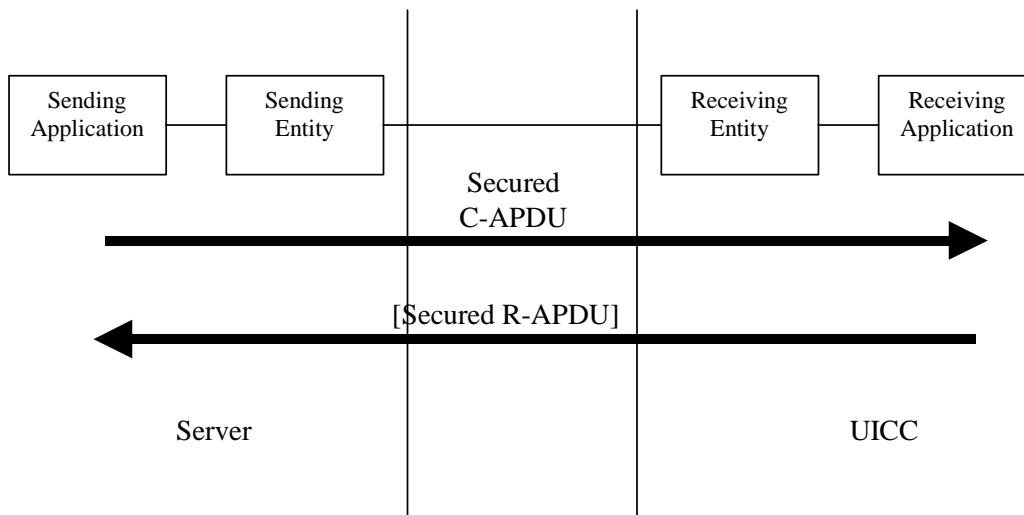 Sending
Application
Sending
Entity
Receiving
Entity
Receiving
Application
Secured
C-APDU
[Secured R-APDU]
Server
UICC